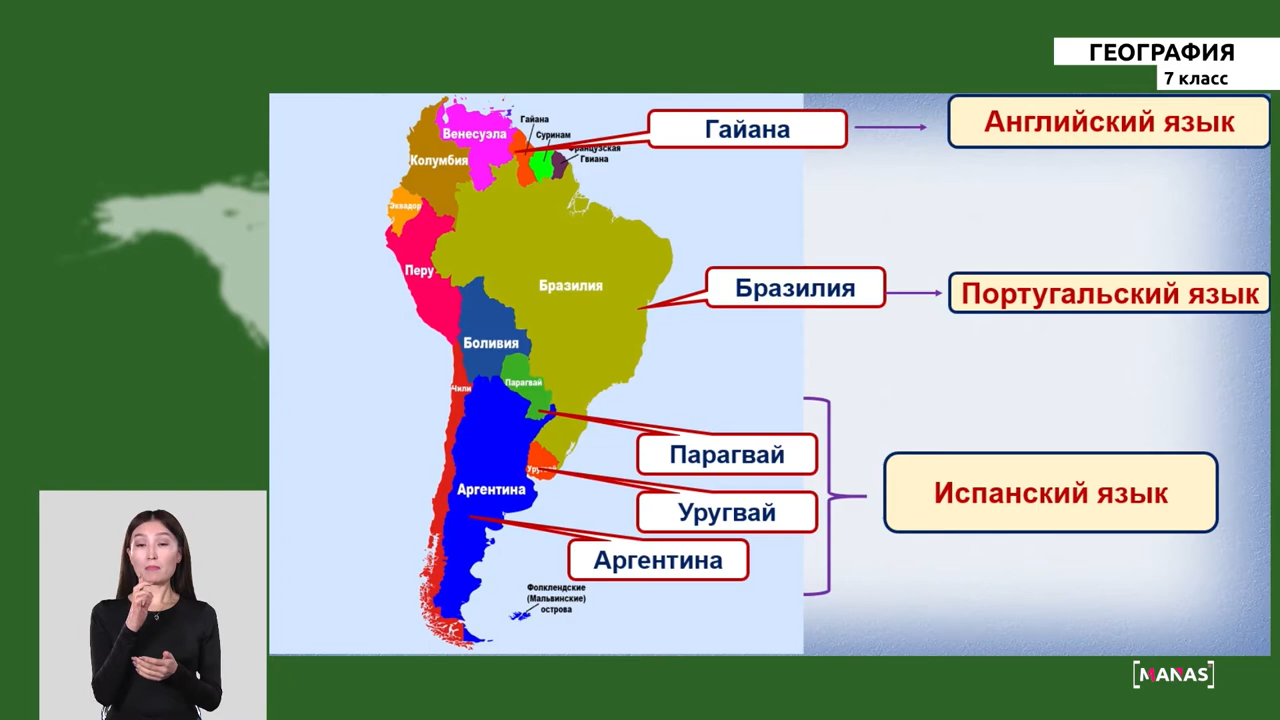 ГЕОГРАФИЯ
7 класс
Гайана
Английский язык
Венесуэла
Гайана
Суринам
Французская
Гвиана
Колумбия
Эквадор
Перу
Бразилия
Бразилия
Португальский язык
Боливия
Чили
Парагвай
Парагвай
Уругвай
Испанский язык
Аргентина
Уругвай
Аргентина
Фолклендские
(Мальвинские)
острова
[MANAS]